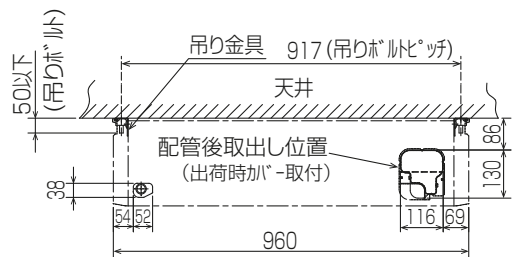 吊り金具
917 (吊りボルトピッチ)
50以下
(吊りボルト)
天井
86
配管後取出し位置
(出荷時カバー取付)
130
38
54
52
116
69
960